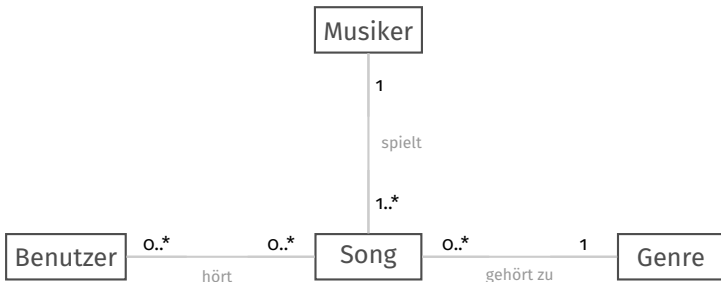 Musiker
1
spielt
1..*
Benutzer
0..*
hört
0..*
Song
0..*
gehört zu
1
Genre